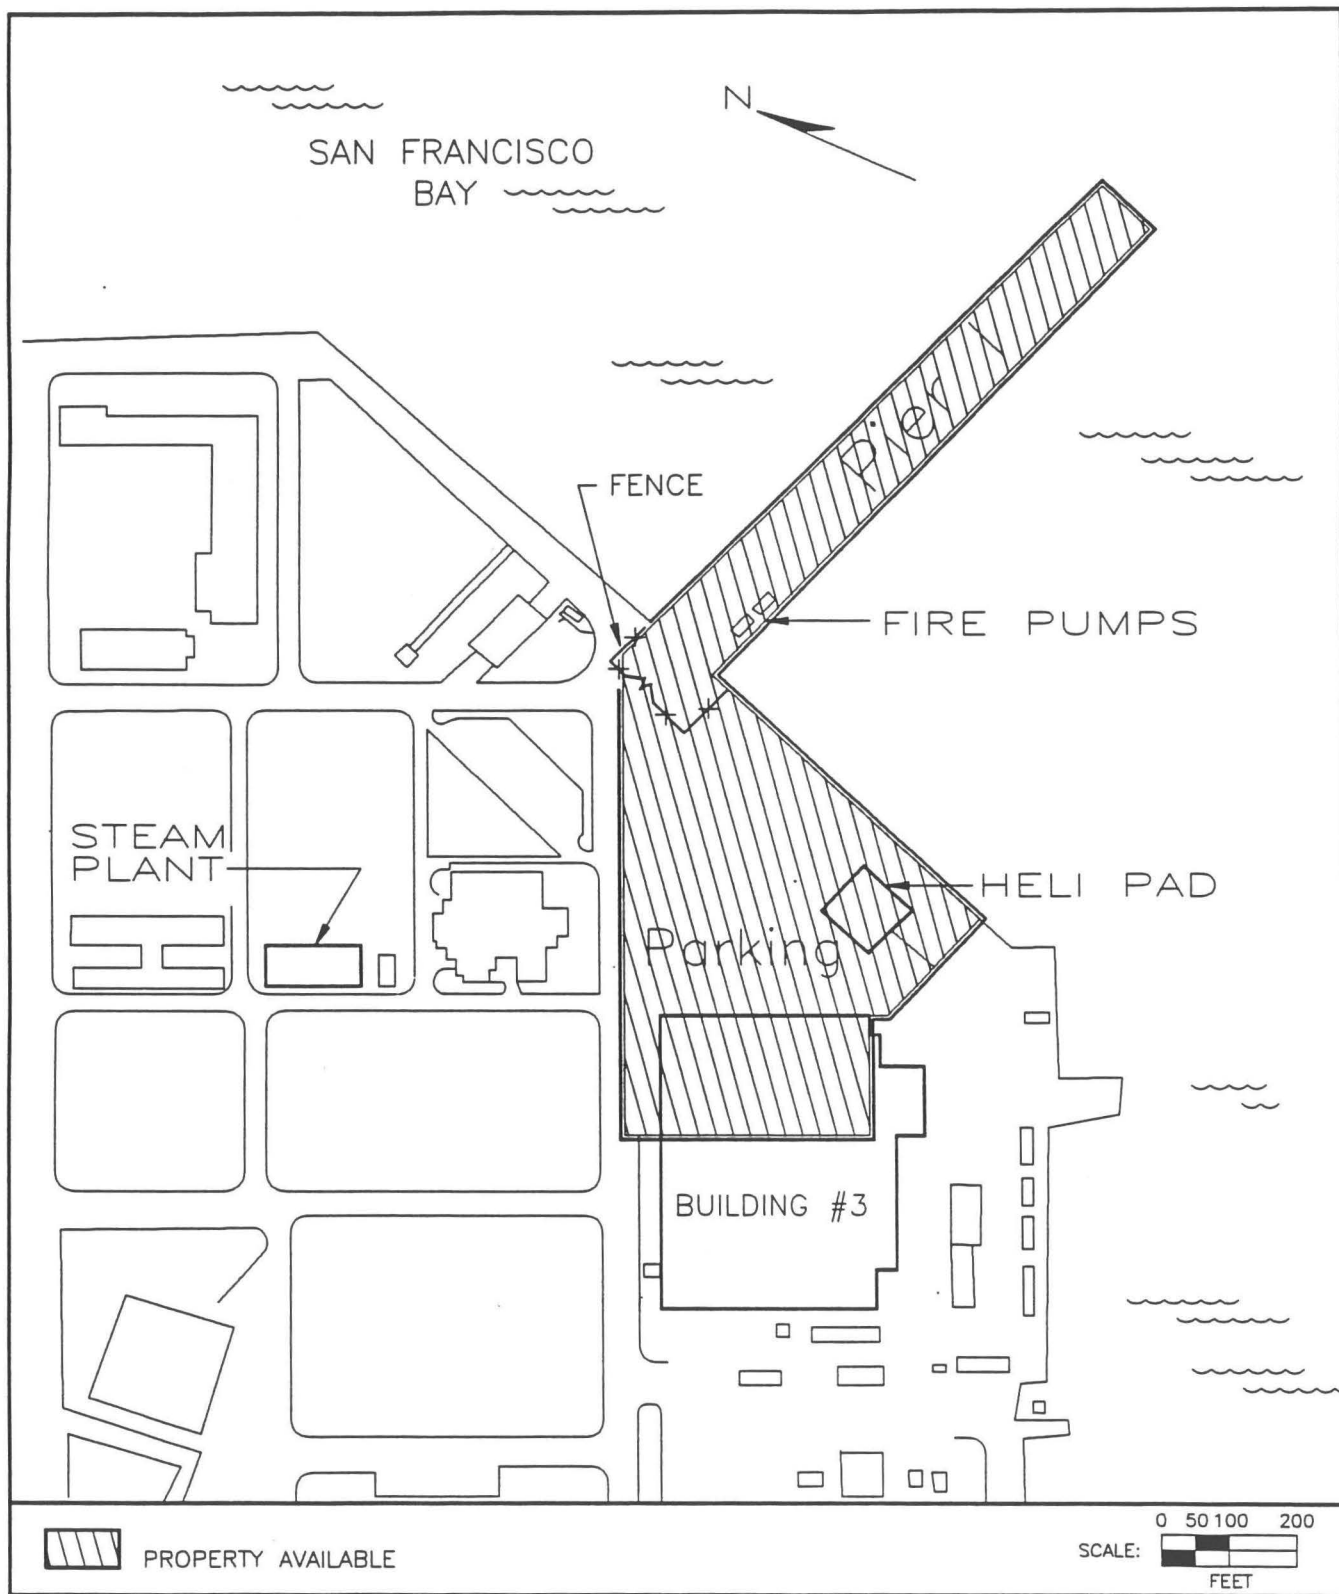 N
SAN FRANCISCO
BAY
Pier 1
FENCE
FIRE PUMPS
STEAM
PLANT
HELI PAD
Parking
BUILDING #3
PROPERTY AVAILABLE
SCALE:
0 50 100 200
FEET